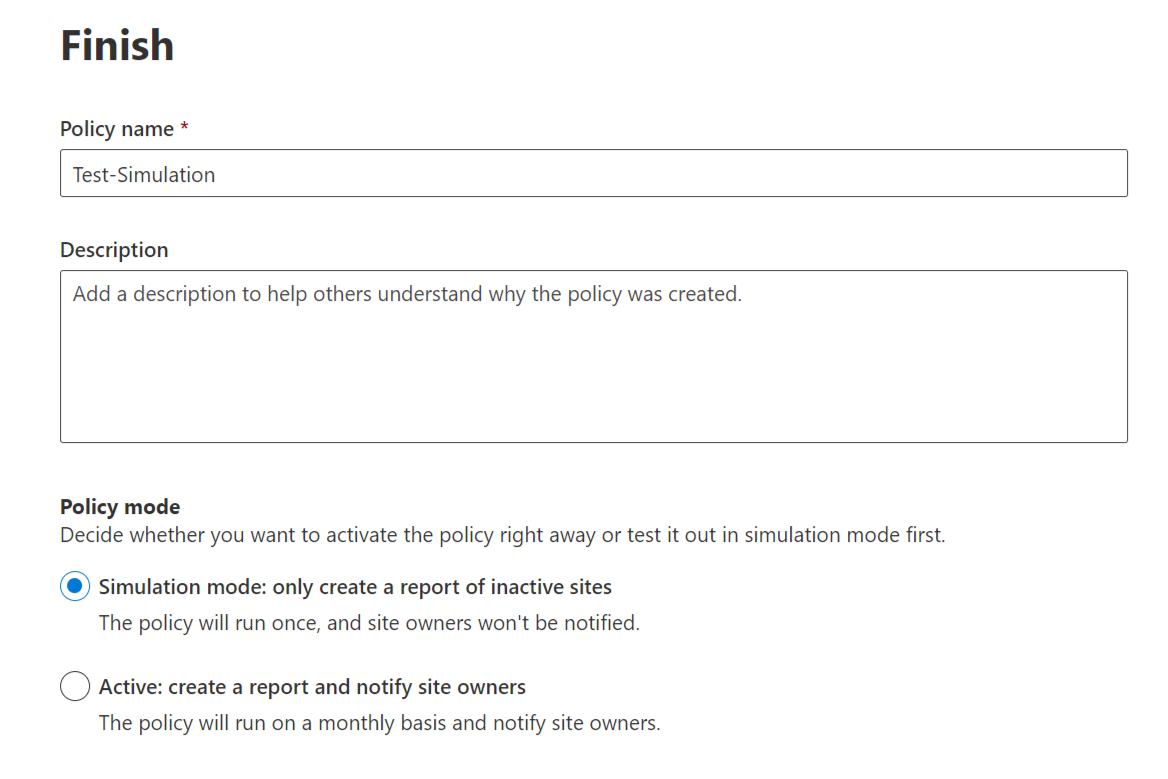 Finish
Policy name *
Test-Simulation
Description
Add a description to help others understand why the policy was created.
Policy mode
Decide whether you want to activate the policy right away or test it out in simulation mode first.
Simulation mode: only create a report of inactive sites
The policy will run once, and site owners won't be notified.
Active: create a report and notify site owners
The policy will run on a monthly basis and notify site owners.